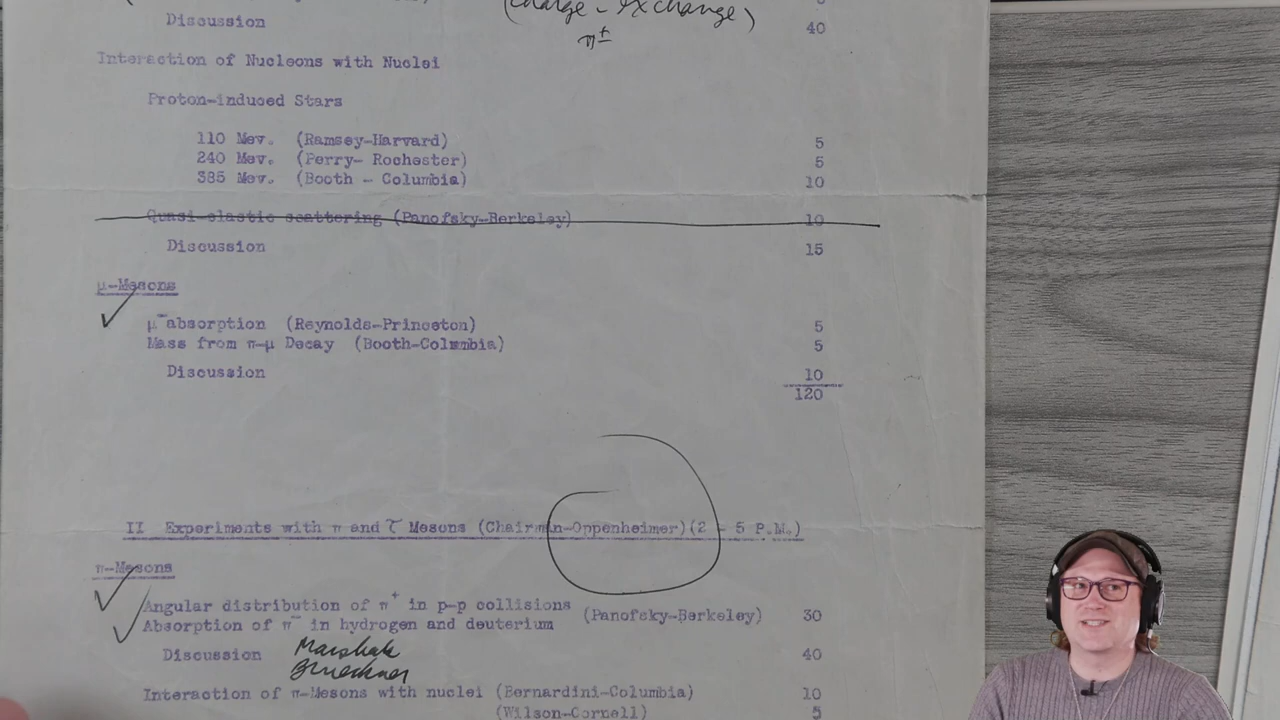 (charge-exchange)
Discussion 40
π±
Interaction of Nucleons with Nuclei
Proton-induced Stars
110 Mev. (Ramsey-Harvard) 5
240 Mev. (Perry- Rochester) 5
385 Mev. (Booth - Columbia) 10
Quasi-elastic scattering (Panofsky-Berkeley) 10
Discussion 15
μ-Mesons
μ⁻absorption (Reynolds-Princeton) 5
Mass from π-μ Decay (Booth-Columbia) 5
Discussion 10
120
II Experiments with π and τ Mesons (Chairman-Oppenheimer)(2 - 5 P.M.)
π-Mesons
Angular distribution of π⁺ in p-p collisions
(Panofsky-Berkeley) 30
Absorption of π⁻ in hydrogen and deuterium
Marshak
Discussion 40
Brueckner
Interaction of π-Mesons with nuclei (Bernardini-Columbia) 10
(Wilson-Cornell) 5